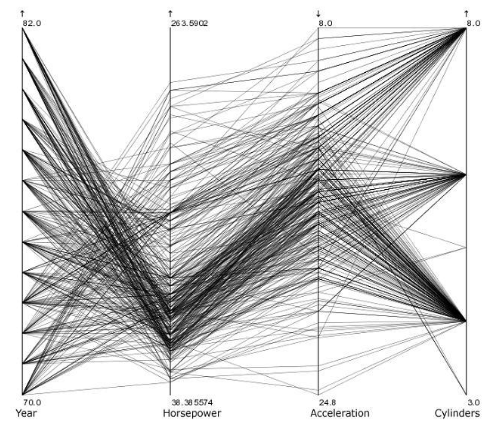 ↑ ↑ ↓ ↑
82.0 263.5902 8.0 8.0
70.0 38.385574 24.8 3.0
Year Horsepower Acceleration Cylinders